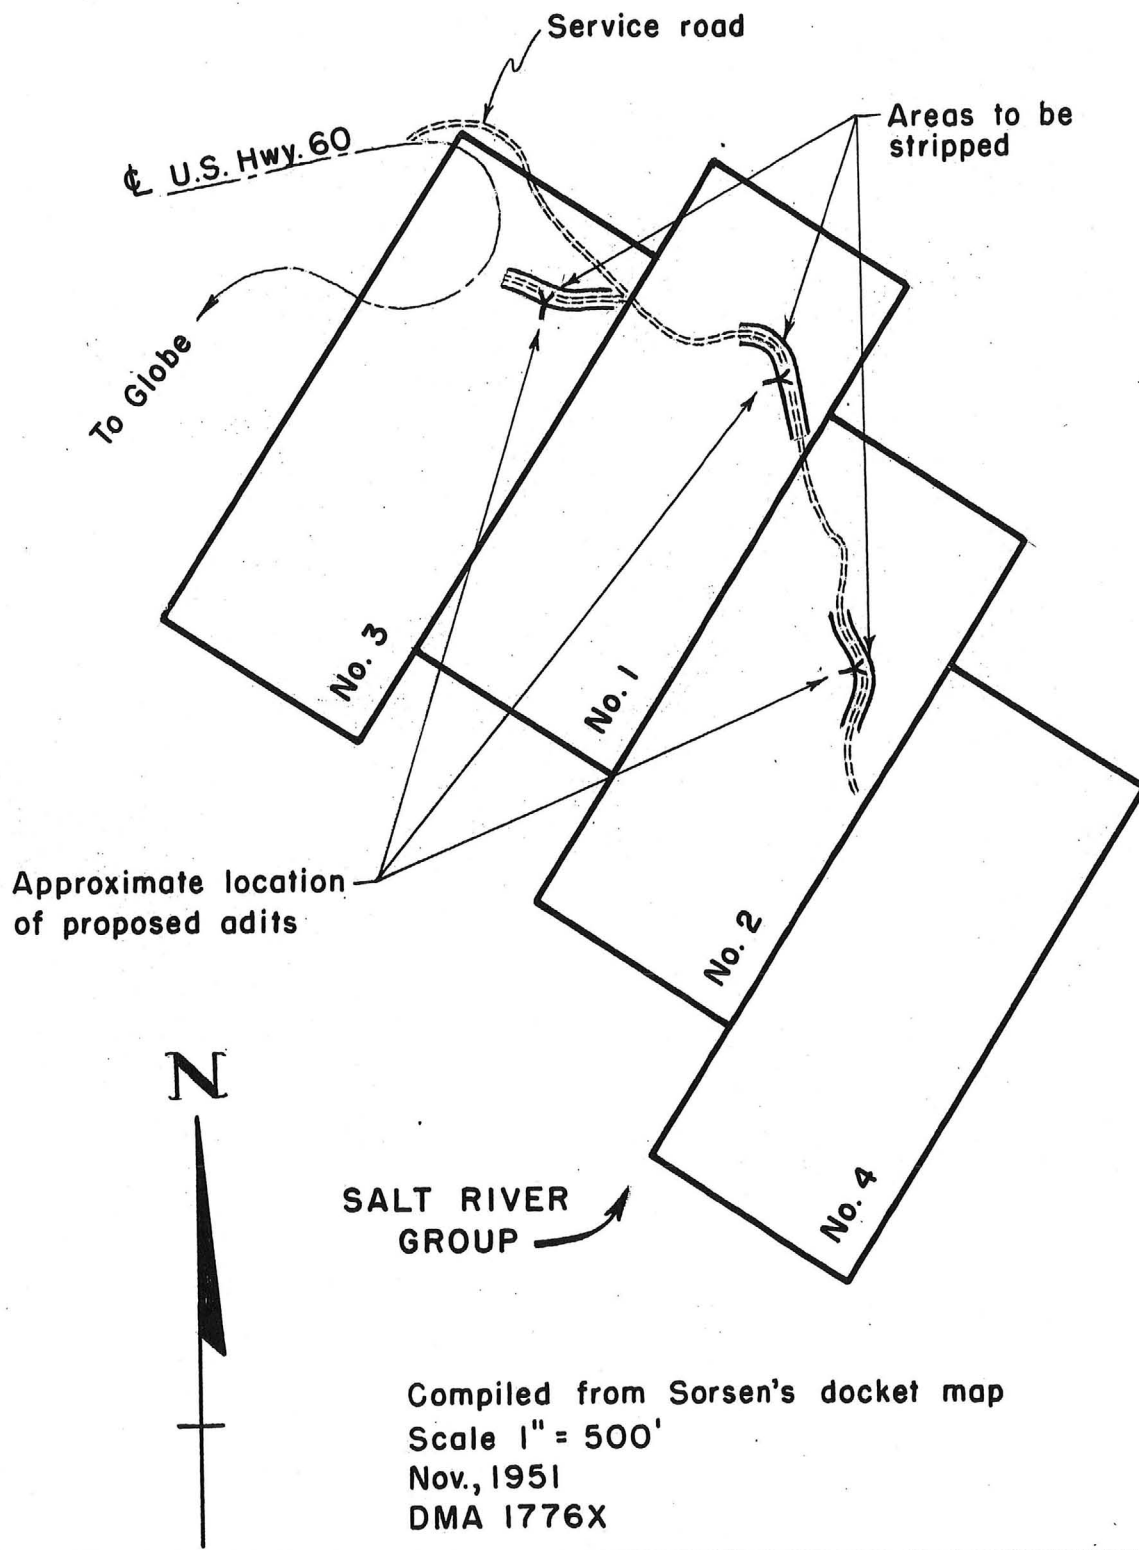 Service road
Areas to be
stripped
℄ U.S. Hwy. 60
To Globe
No. 3
No. 1
Approximate location
of proposed adits
No. 2
N
No. 4
SALT RIVER
GROUP
Compiled from Sorsen's docket map
Scale 1" = 500'
Nov., 1951
DMA 1776X